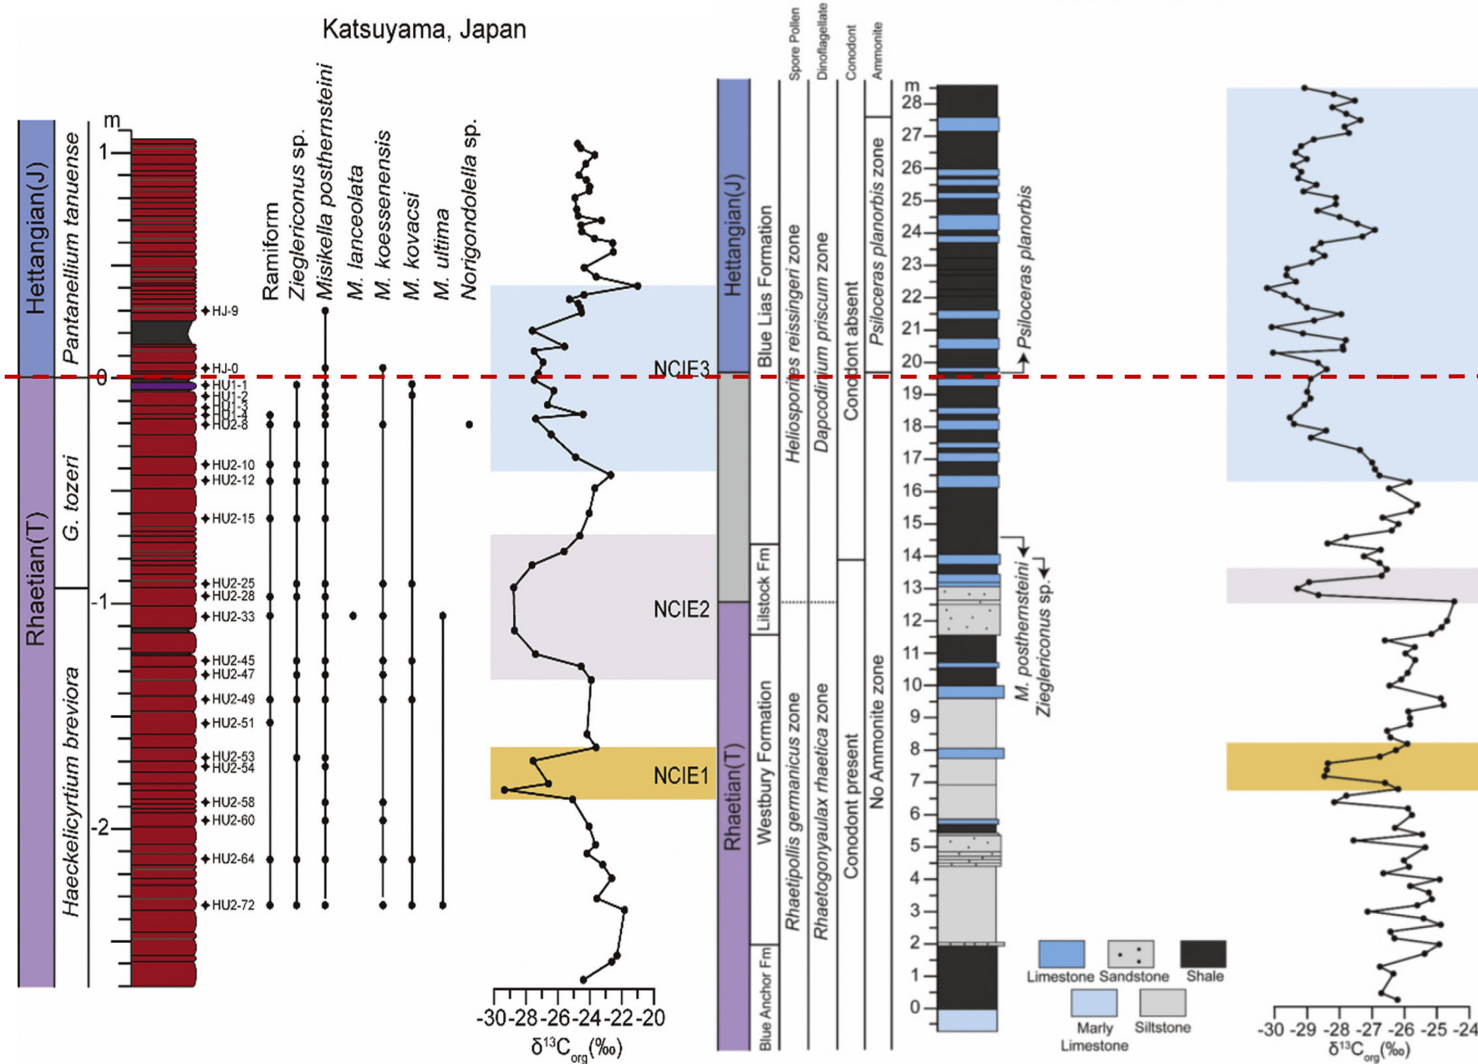 Katsuyama, Japan
Spore Pollen
Dinoflagellate
Conodont
Ammonite
Ramiform
Zieglericonus sp.
Misikella posthernsteini
M. lanceolata
M. koessenensis
M. kovacsi
M. ultima
Norigondolella sp.
m
1
0
-1
-2
Hettangian(J)
Rhaetian(T)
Pantanellium tanuense
G. tozeri
Haeckelicyrtium breviora
HJ-9
HJ-0
HU1-1
HU1-2
HU1-3
HU1-4
HU2-8
HU2-10
HU2-12
HU2-15
HU2-25
HU2-28
HU2-33
HU2-45
HU2-47
HU2-49
HU2-51
HU2-53
HU2-54
HU2-58
HU2-60
HU2-64
HU2-72
NCIE3
NCIE2
NCIE1
-30 -28 -26 -24 -22 -20
δ13Corg(‰)
Hettangian(J)
Rhaetian(T)
Blue Lias Formation
Lilstock Fm
Westbury Formation
Blue Anchor Fm
Heliosporites reissingeri zone
Rhaetipollis germanicus zone
Dapcodinium priscum zone
Rhaetogonyaulax rhaetica zone
Conodont absent
Conodont present
Psiloceras planorbis zone
No Ammonite zone
m
28
27
26
25
24
23
22
21
20
19
18
17
16
15
14
13
12
11
10
9
8
7
6
5
4
3
2
1
0
Psiloceras planorbis
M. posthernsteini
Zieglericonus sp.
Limestone Sandstone Shale
Marly Limestone
Siltstone
-30 -29 -28 -27 -26 -25 -24
δ13Corg(‰)